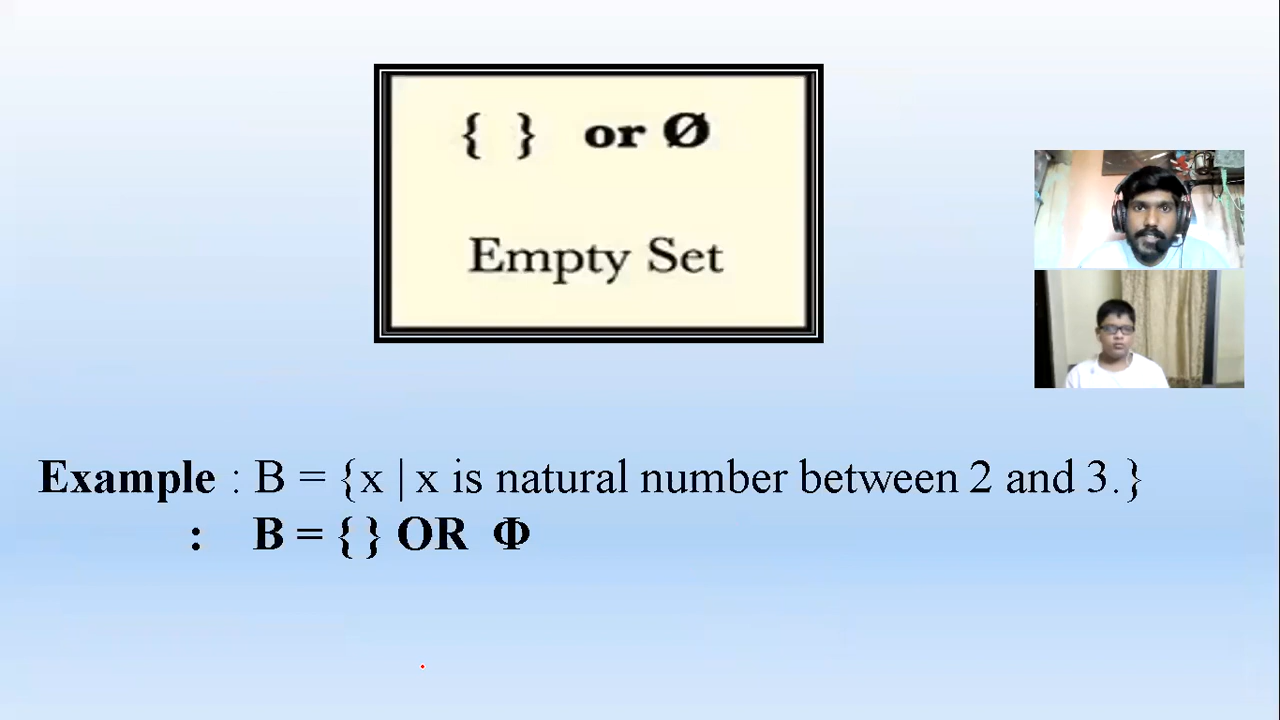 { } or Ø
Empty Set
Example : B = {x | x is natural number between 2 and 3.}
: B = { } OR Φ